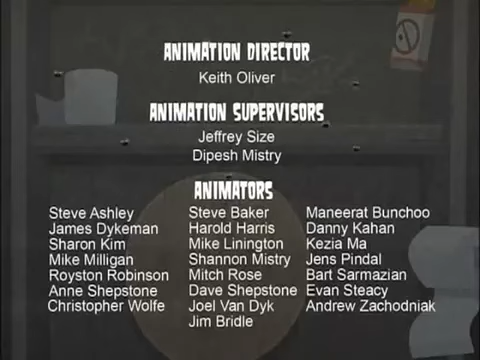 ANIMATION DIRECTOR
Keith Oliver
ANIMATION SUPERVISORS
Jeffrey Size
Dipesh Mistry
ANIMATORS
Steve Ashley Steve Baker Maneerat Bunchoo
James Dykeman Harold Harris Danny Kahan
Sharon Kim Mike Linington Kezia Ma
Mike Milligan Shannon Mistry Jens Pindal
Royston Robinson Mitch Rose Bart Sarmazian
Anne Shepstone Dave Shepstone Evan Steacy
Christopher Wolfe Joel Van Dyk Andrew Zachodniak
Jim Bridle